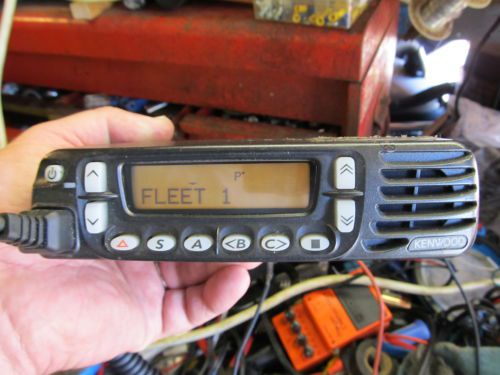 P
FLEET 1
S A <B C>
KENWOOD